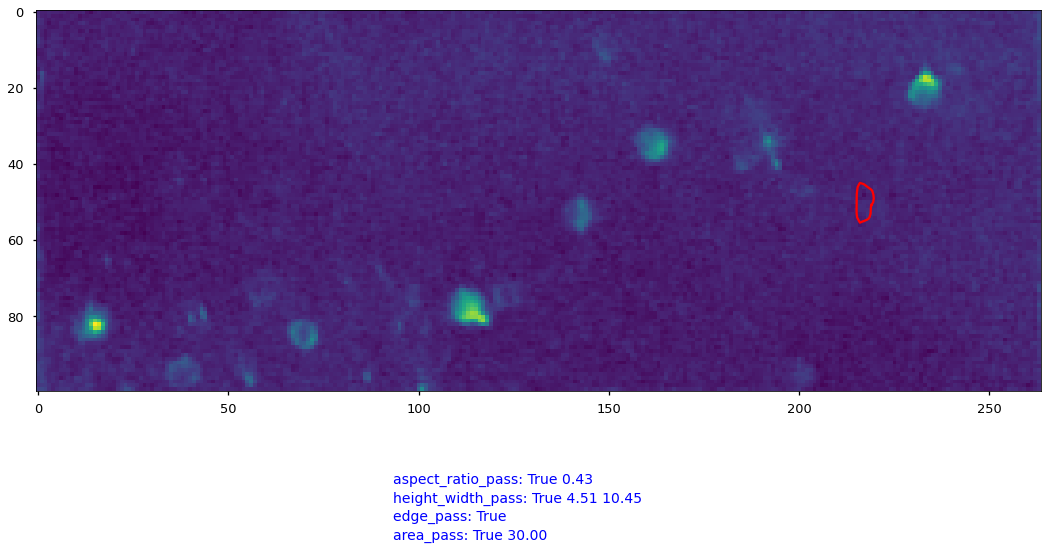 0
20
40
60
80
0 50 100 150 200 250
aspect_ratio_pass: True 0.43
height_width_pass: True 4.51 10.45
edge_pass: True
area_pass: True 30.00